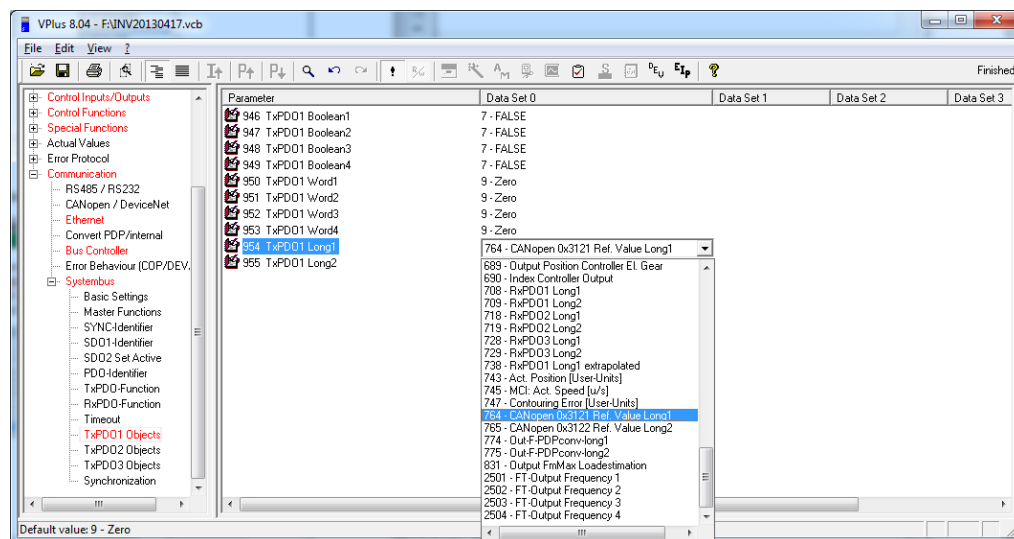 VPlus 8.04 - F:\INV20130417.vcb
File Edit View ?
Finished
Control Inputs/Outputs
Control Functions
Special Functions
Actual Values
Error Protocol
Communication
RS485 / RS232
CANopen / DeviceNet
Ethernet
Convert PDP/internal
Bus Controller
Error Behaviour (COP/DEV.
Systembus
Basic Settings
Master Functions
SYNC-Identifier
SDO1-Identifier
SDO2 Set Active
PDO-Identifier
TxPDO-Function
RxPDO-Function
Timeout
TxPDO1 Objects
TxPDO2 Objects
TxPDO3 Objects
Synchronization
Parameter Data Set 0 Data Set 1 Data Set 2 Data Set 3
946 TxPDO1 Boolean1 7 - FALSE
947 TxPDO1 Boolean2 7 - FALSE
948 TxPDO1 Boolean3 7 - FALSE
949 TxPDO1 Boolean4 7 - FALSE
950 TxPDO1 Word1 9 - Zero
951 TxPDO1 Word2 9 - Zero
952 TxPDO1 Word3 9 - Zero
953 TxPDO1 Word4 9 - Zero
954 TxPDO1 Long1 764 - CANopen 0x3121 Ref. Value Long1
955 TxPDO1 Long2
689 - Output Position Controller El. Gear
690 - Index Controller Output
708 - RxPDO1 Long1
709 - RxPDO1 Long2
718 - RxPDO2 Long1
719 - RxPDO2 Long2
728 - RxPDO3 Long1
729 - RxPDO3 Long2
738 - RxPDO1 Long1 extrapolated
743 - Act. Position [User-Units]
745 - MCI: Act. Speed [u/s]
747 - Contouring Error [User-Units]
764 - CANopen 0x3121 Ref. Value Long1
765 - CANopen 0x3122 Ref. Value Long2
774 - Out-F-PDPconv-long1
775 - Out-F-PDPconv-long2
831 - Output FmMax Loadestimation
2501 - FT-Output Frequency 1
2502 - FT-Output Frequency 2
2503 - FT-Output Frequency 3
2504 - FT-Output Frequency 4
Default value: 9 - Zero